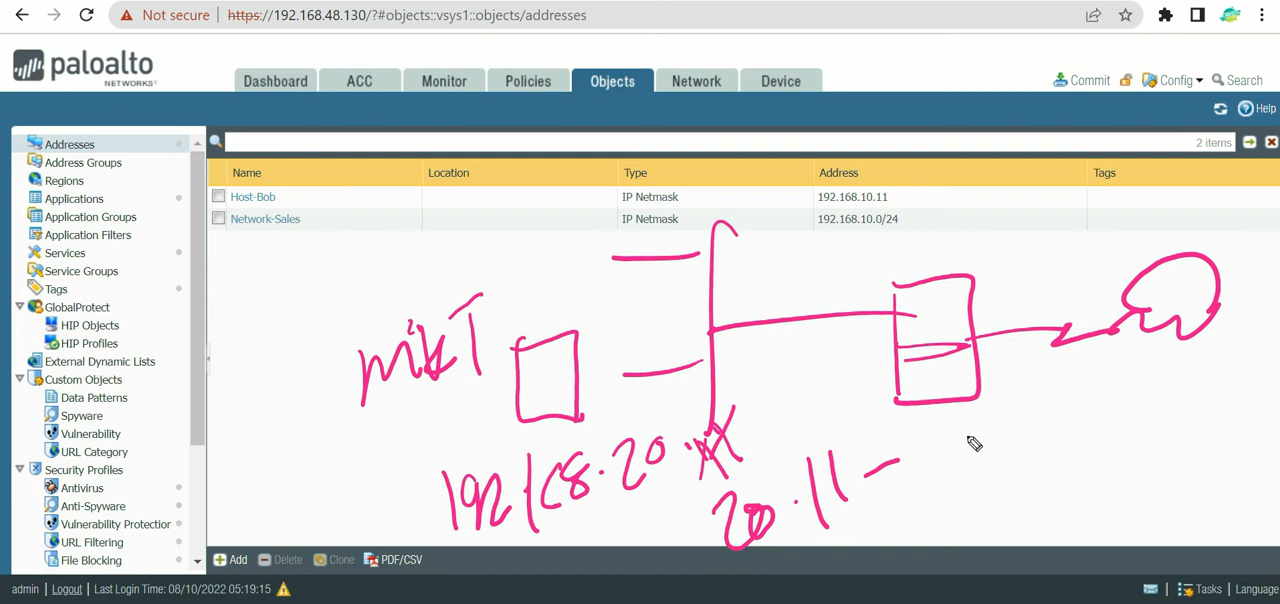 Not secure https://192.168.48.130/?#objects::vsys1::objects/addresses
paloalto
NETWORKS®
Dashboard ACC Monitor Policies Objects Network Device
Commit Config Search
Help
Addresses
Address Groups
Regions
Applications
Application Groups
Application Filters
Services
Service Groups
Tags
GlobalProtect
HIP Objects
HIP Profiles
External Dynamic Lists
Custom Objects
Data Patterns
Spyware
Vulnerability
URL Category
Security Profiles
Antivirus
Anti-Spyware
Vulnerability Protection
URL Filtering
File Blocking
2 items
Name Location Type Address Tags
Host-Bob IP Netmask 192.168.10.11
Network-Sales IP Netmask 192.168.10.0/24
192.168.20
20.11-
Add Delete Clone PDF/CSV
admin Logout Last Login Time: 08/10/2022 05:19:15
Tasks Language